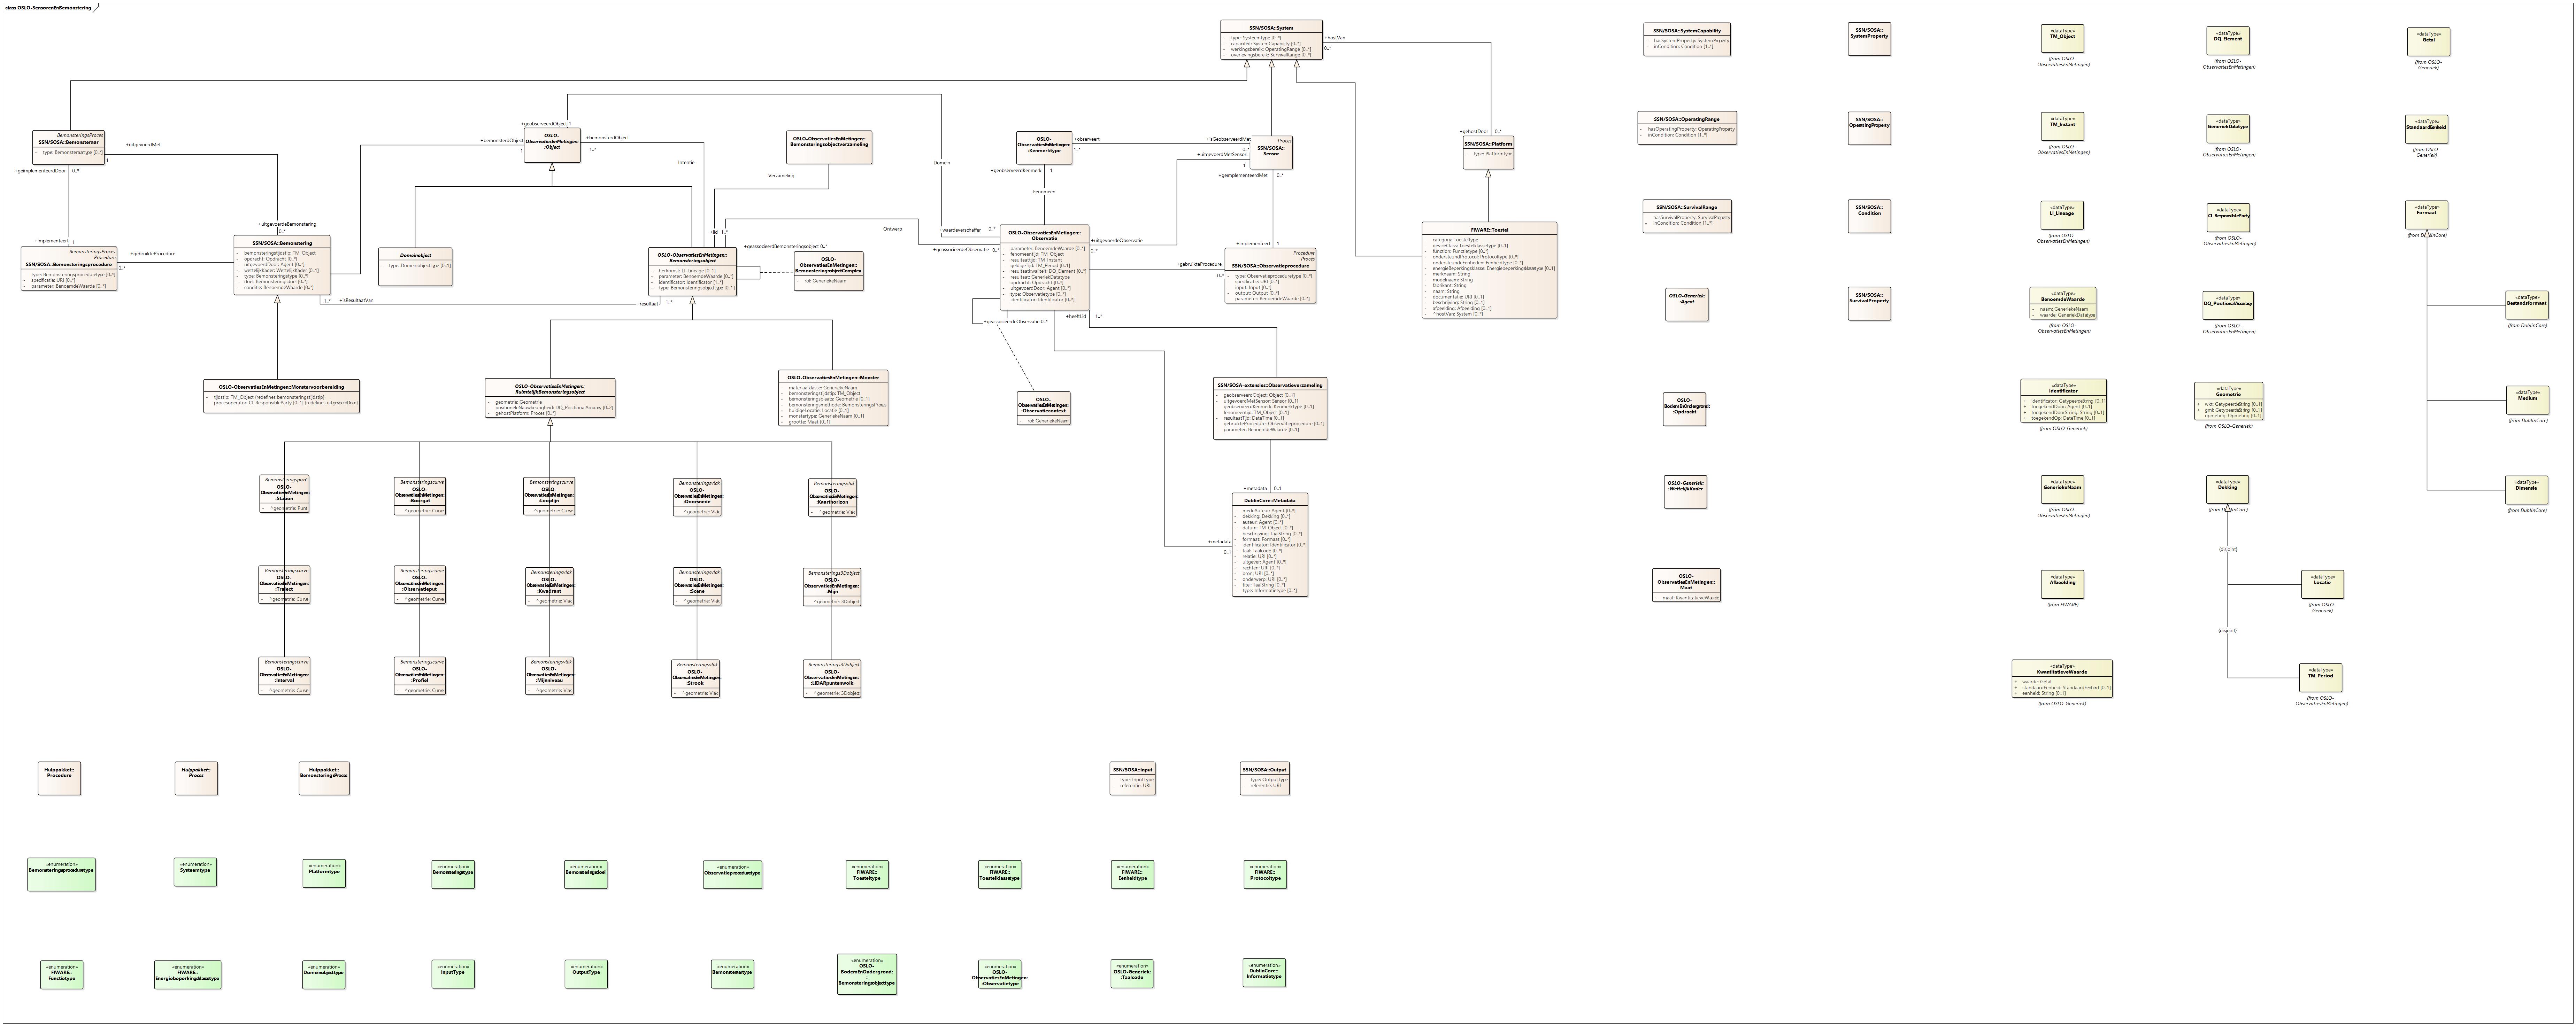 class OSLO-SensorenEnBemonstering
SSN/SOSA::System
- type: Systeemtype [0..*]
- capaciteit: SystemCapability [0..*]
- werkingsbereik: OperatingRange [0..*]
- overlevingsbereik: SurvivalRange [0..*]
+hostVan
0..*
BemonsteringsProces
SSN/SOSA::Bemonsteraar
- type: Bemonsteraartype [0..*]
+uitgevoerdMet
1
+geïmplementeerdDoor
0..*
+implementeert
1
BemonsteringsProces
Procedure
SSN/SOSA::Bemonsteringsprocedure
- type: Bemonsteringsproceduretype [0..*]
- specificatie: URI [0..*]
- parameter: BenoemdeWaarde [0..*]
+gebruikteProcedure
0..*
+uitgevoerdeBemonstering
0..*
SSN/SOSA::Bemonstering
- bemonsteringstijdstip: TM_Object
- opdracht: Opdracht [0..*]
- uitgevoerdDoor: Agent [0..*]
- wettelijkKader: WettelijkKader [0..1]
- type: Bemonsteringstype [0..*]
- doel: Bemonsteringsdoel [0..*]
- conditie: BenoemdeWaarde [0..*]
1..*
+isResultaatVan
+resultaat
1..*
+geobserveerdObject 1
OSLO-
ObservatiesEnMetingen:
:Object
+bemonsterdObject
1
+bemonsterdObject
1..*
Intentie
Domeinobject
- type: Domeinobjecttype [0..1]
OSLO-ObservatiesEnMetingen::
Bemonsteringsobjectverzameling
Verzameling
+lid 1..*
OSLO-ObservatiesEnMetingen::
Bemonsteringsobject
- herkomst: LI_Lineage [0..1]
- parameter: BenoemdeWaarde [0..*]
- identificator: Identificator [1..*]
- type: Bemonsteringsobjecttype [0..1]
+geassocieerdBemonsteringsobject 0..*
OSLO-
ObservatiesEnMetingen::
BemonsteringsobjectComplex
- rol: GeneriekeNaam
Domein
Ontwerp
+waardeverschaffer 0..*
+geassocieerdeObservatie 0..*
OSLO-
ObservatiesEnMetingen:
:Kenmerktype
+observeert
1..*
+isGeobserveerdMet
0..*
+geobserveerdKenmerk 1
Fenomeen
+uitgevoerdMetSensor
1
Proces
SSN/SOSA::
Sensor
+geïmplementeerdMet 0..*
+implementeert 1
OSLO-ObservatiesEnMetingen::
Observatie
- parameter: BenoemdeWaarde [0..*]
- fenomeentijd: TM_Object
- resultaattijd: TM_Instant
- geldigeTijd: TM_Period [0..1]
- resultaatkwaliteit: DQ_Element [0..*]
- resultaat: GeneriekDatatype
- opdracht: Opdracht [0..*]
- uitgevoerdDoor: Agent [0..*]
- type: Observatietype [0..*]
- identificator: Identificator [0..*]
+uitgevoerdeObservatie
0..*
+gebruikteProcedure
0..*
Procedure
Proces
SSN/SOSA::Observatieprocedure
- type: Observatieproceduretype [0..*]
- specificatie: URI [0..*]
- input: Input [0..*]
- output: Output [0..*]
- parameter: BenoemdeWaarde [0..*]
+geassocieerdeObservatie 0..*
+heeftLid 1..*
OSLO-
ObservatiesEnMetingen:
:Observatiecontext
- rol: GeneriekeNaam
+gehostDoor 0..*
SSN/SOSA::Platform
- type: Platformtype
FIWARE::Toestel
- category: Toesteltype
- deviceClass: Toestelklassetype [0..1]
- function: Functietype [0..*]
- ondersteundProtocol: Protocoltype [0..*]
- ondersteundeEenheden: Eenheidtype [0..*]
- energieBeperkingsklasse: Energiebeperkingsklassetype [0..1]
- merknaam: String
- modelnaam: String
- fabrikant: String
- naam: String
- documentatie: URI [0..1]
- beschrijving: String [0..1]
- afbeelding: Afbeelding [0..1]
- ^hostVan: System [0..*]
OSLO-ObservatiesEnMetingen::Monstervoorbereiding
- tijdstip: TM_Object {redefines bemonsteringstijdstip}
- procesoperator: CI_ResponsibleParty [0..1] {redefines uitgevoerdDoor}
OSLO-ObservatiesEnMetingen::
RuimtelijkBemonsteringsobject
- geometrie: Geometrie
- positioneleNauwkeurigheid: DQ_PositionalAccuracy [0..2]
- gehostPlatform: Proces [0..*]
OSLO-ObservatiesEnMetingen::Monster
- materiaalklasse: GeneriekeNaam
- bemonsteringstijdstip: TM_Object
- bemonsteringsplaats: Geometrie [0..1]
- bemonsteringsmethode: BemonsteringsProces
- huidigeLocatie: Locatie [0..1]
- monstertype: GeneriekeNaam [0..1]
- grootte: Maat [0..1]
SSN/SOSA-extensies::Observatieverzameling
- geobserveerdObject: Object [0..1]
- uitgevoerdMetSensor: Sensor [0..1]
- geobserveerdKenmerk: Kenmerktype [0..1]
- fenomeentijd: TM_Object [0..1]
- resultaatTijd: DateTime [0..1]
- gebruikteProcedure: Observatieprocedure [0..1]
- parameter: BenoemdeWaarde [0..1]
+metadata 0..1
+metadata
0..1
DublinCore::Metadata
- medeAuteur: Agent [0..*]
- dekking: Dekking [0..*]
- auteur: Agent [0..*]
- datum: TM_Object [0..*]
- beschrijving: TaalString [0..*]
- formaat: Formaat [0..*]
- identificator: Identificator [0..*]
- taal: Taalcode [0..*]
- relatie: URI [0..*]
- uitgever: Agent [0..*]
- rechten: URI [0..*]
- bron: URI [0..*]
- onderwerp: URI [0..*]
- titel: TaalString [0..*]
- type: Informatietype [0..*]
Bemonsteringspunt
OSLO-
ObservatiesEnMetingen:
:Station
- ^geometrie: Punt
Bemonsteringscurve
OSLO-
ObservatiesEnMetingen:
:Boorgat
- ^geometrie: Curve
Bemonsteringscurve
OSLO-
ObservatiesEnMetingen:
:Looplijn
- ^geometrie: Curve
Bemonsteringsvlak
OSLO-
ObservatiesEnMetingen:
:Doorsnede
- ^geometrie: Vlak
Bemonsteringsvlak
OSLO-
ObservatiesEnMetingen:
:Kaarthorizon
- ^geometrie: Vlak
Bemonsteringscurve
OSLO-
ObservatiesEnMetingen:
:Traject
- ^geometrie: Curve
Bemonsteringscurve
OSLO-
ObservatiesEnMetingen:
:Observatieput
- ^geometrie: Curve
Bemonsteringsvlak
OSLO-
ObservatiesEnMetingen:
:Kwadrant
- ^geometrie: Vlak
Bemonsteringsvlak
OSLO-
ObservatiesEnMetingen:
:Scene
- ^geometrie: Vlak
Bemonsterings3Dobject
OSLO-
ObservatiesEnMetingen:
:Mijn
- ^geometrie: 3Dobject
Bemonsteringscurve
OSLO-
ObservatiesEnMetingen:
:Interval
- ^geometrie: Curve
Bemonsteringscurve
OSLO-
ObservatiesEnMetingen:
:Profiel
- ^geometrie: Curve
Bemonsteringsvlak
OSLO-
ObservatiesEnMetingen:
:Mijnniveau
- ^geometrie: Vlak
Bemonsteringsvlak
OSLO-
ObservatiesEnMetingen:
:Strook
- ^geometrie: Vlak
Bemonsterings3Dobject
OSLO-
ObservatiesEnMetingen:
:LIDARpuntenwolk
- ^geometrie: 3Dobject
SSN/SOSA::SystemCapability
- hasSystemProperty: SystemProperty [0..*]
- inCondition: Condition [1..*]
SSN/SOSA::
SystemProperty
SSN/SOSA::OperatingRange
- hasOperatingProperty: OperatingProperty [0..*]
- inCondition: Condition [1..*]
SSN/SOSA::
OperatingProperty
SSN/SOSA::SurvivalRange
- hasSurvivalProperty: SurvivalProperty [0..*]
- inCondition: Condition [1..*]
SSN/SOSA::
Condition
OSLO-Generiek:
:Agent
SSN/SOSA::
SurvivalProperty
OSLO-
BodemEnOndergrond:
:Opdracht
OSLO-Generiek:
:WettelijkKader
OSLO-
ObservatiesEnMetingen::
Maat
- maat: KwantitatieveWaarde
«dataType»
TM_Object
(from OSLO-
ObservatiesEnMetingen)
«dataType»
DQ_Element
(from OSLO-
ObservatiesEnMetingen)
«dataType»
Getal
(from OSLO-
Generiek)
«dataType»
TM_Instant
(from OSLO-
ObservatiesEnMetingen)
«dataType»
GeneriekDatatype
(from OSLO-
ObservatiesEnMetingen)
«dataType»
StandaardEenheid
(from OSLO-
Generiek)
«dataType»
LI_Lineage
(from OSLO-
ObservatiesEnMetingen)
«dataType»
CI_ResponsibleParty
(from OSLO-
ObservatiesEnMetingen)
«dataType»
Formaat
(from DublinCore)
«dataType»
BenoemdeWaarde
- naam: GeneriekeNaam
- waarde: GeneriekDatatype
(from OSLO-
ObservatiesEnMetingen)
«dataType»
DQ_PositionalAccuracy
(from OSLO-
ObservatiesEnMetingen)
«dataType»
Bestandsformaat
(from DublinCore)
«dataType»
Identificator
+ identificator: GetypeerdeString [0..1]
+ toegekendDoor: Agent [0..1]
+ toegekendDoorString: String [0..1]
+ toegekendOp: DateTime [0..1]
(from OSLO-Generiek)
«dataType»
Geometrie
+ wkt: GetypeerdeString [0..1]
+ gml: GetypeerdeString [0..1]
- opmeting: Opmeting [0..1]
(from OSLO-Generiek)
«dataType»
Medium
(from DublinCore)
«dataType»
GeneriekeNaam
(from OSLO-
ObservatiesEnMetingen)
«dataType»
Dekking
(from DublinCore)
«dataType»
Dimensie
(from DublinCore)
{disjoint}
«dataType»
Afbeelding
(from FIWARE)
«dataType»
Locatie
(from OSLO-
Generiek)
{disjoint}
«dataType»
KwantitatieveWaarde
+ waarde: Getal
+ standaardEenheid: StandaardEenheid [0..1]
+ eenheid: String [0..1]
(from OSLO-Generiek)
«dataType»
TM_Period
(from OSLO-
ObservatiesEnMetingen)
Hulppakket::
Procedure
Hulppakket::
Proces
Hulppakket::
BemonsteringsProces
SSN/SOSA::Input
- type: InputType
- referentie: URI
SSN/SOSA::Output
- type: OutputType
- referentie: URI
«enumeration»
Bemonsteringsproceduretype
«enumeration»
Systeemtype
«enumeration»
Platformtype
«enumeration»
Bemonsteringstype
«enumeration»
Bemonsteringsdoel
«enumeration»
Observatieproceduretype
«enumeration»
FIWARE::
Toesteltype
«enumeration»
FIWARE::
Toestelklassetype
«enumeration»
FIWARE::
Eenheidtype
«enumeration»
FIWARE::
Protocoltype
«enumeration»
FIWARE::
Functietype
«enumeration»
FIWARE::
Energiebeperkingsklassetype
«enumeration»
Domeinobjecttype
«enumeration»
InputType
«enumeration»
OutputType
«enumeration»
Bemonsteraartype
«enumeration»
OSLO-
BodemEnOndergrond:
:
Bemonsteringsobjecttype
«enumeration»
OSLO-
ObservatiesEnMetingen:
:Observatietype
«enumeration»
OSLO-Generiek:
:Taalcode
«enumeration»
DublinCore::
Informatietype